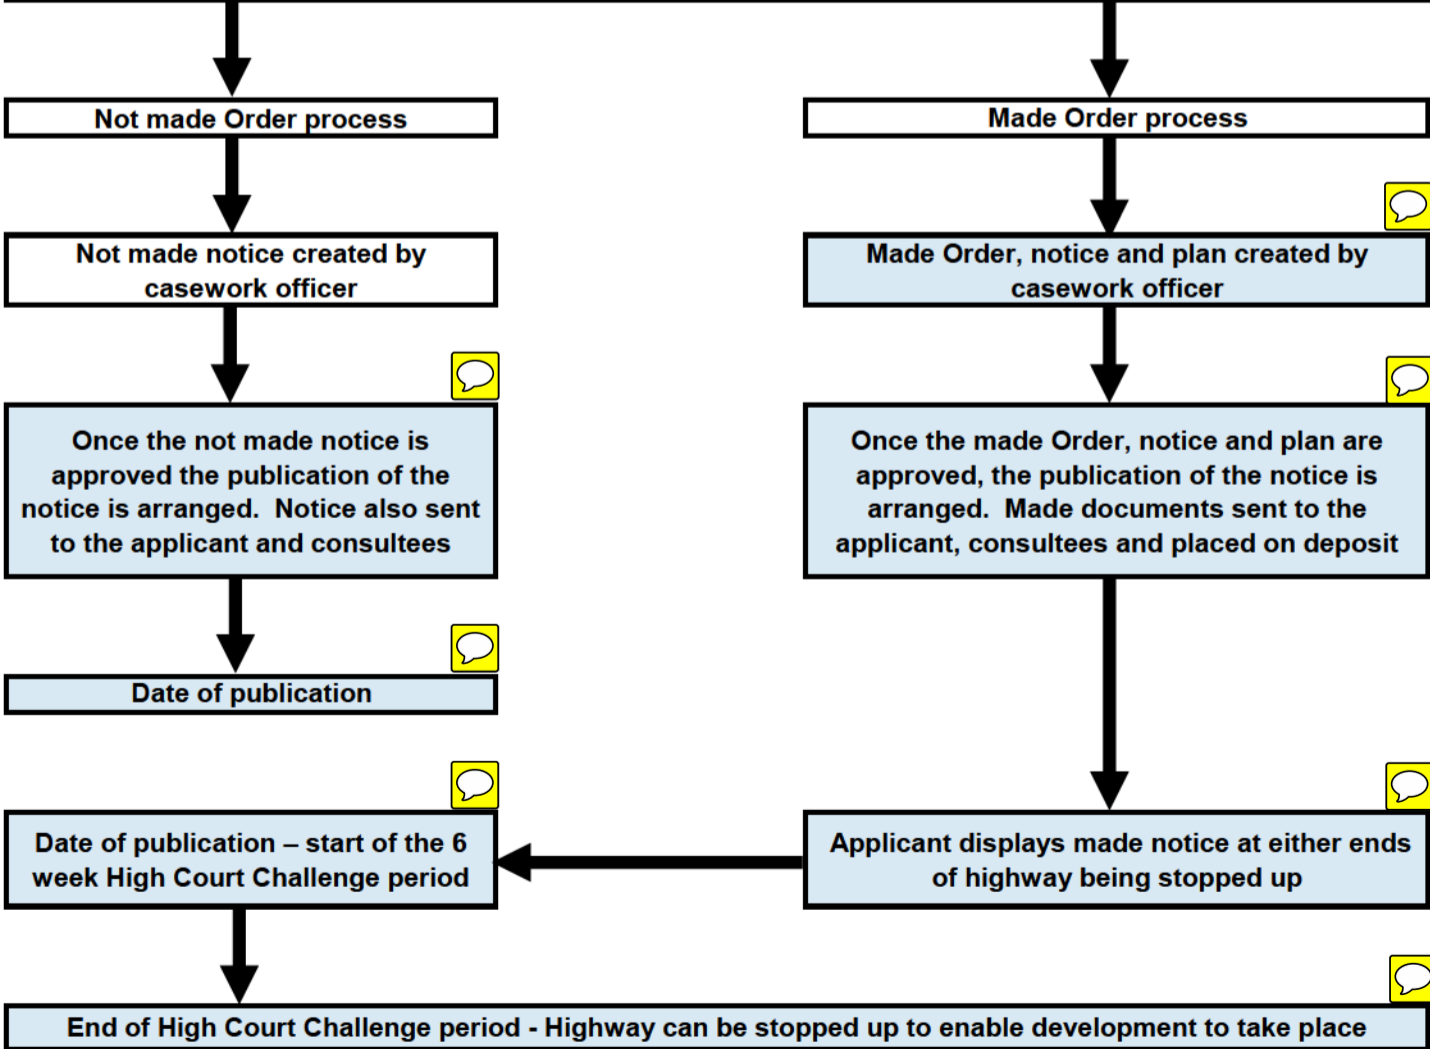 Not made Order process
Made Order process
Not made notice created by
casework officer
Made Order, notice and plan created by
casework officer
Once the not made notice is
approved the publication of the
notice is arranged.  Notice also sent
to the applicant and consultees
Once the made Order, notice and plan are
approved, the publication of the notice is
arranged.  Made documents sent to the
applicant, consultees and placed on deposit
Date of publication
Date of publication – start of the 6
week High Court Challenge period
Applicant displays made notice at either ends
of highway being stopped up
End of High Court Challenge period - Highway can be stopped up to enable development to take place